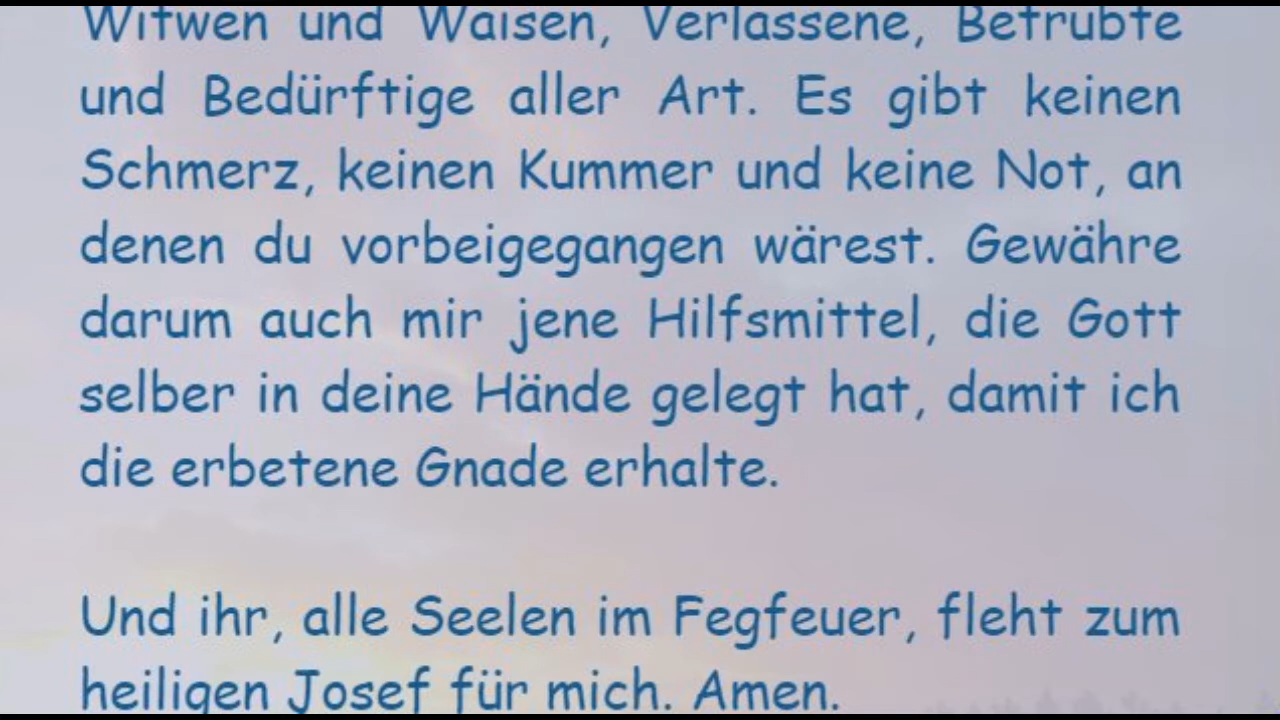 Witwen und Waisen, Verlassene, Betrübte
und Bedürftige aller Art. Es gibt keinen
Schmerz, keinen Kummer und keine Not, an
denen du vorbeigegangen wärest. Gewähre
darum auch mir jene Hilfsmittel, die Gott
selber in deine Hände gelegt hat, damit ich
die erbetene Gnade erhalte.
Und ihr, alle Seelen im Fegfeuer, fleht zum
heiligen Josef für mich. Amen.